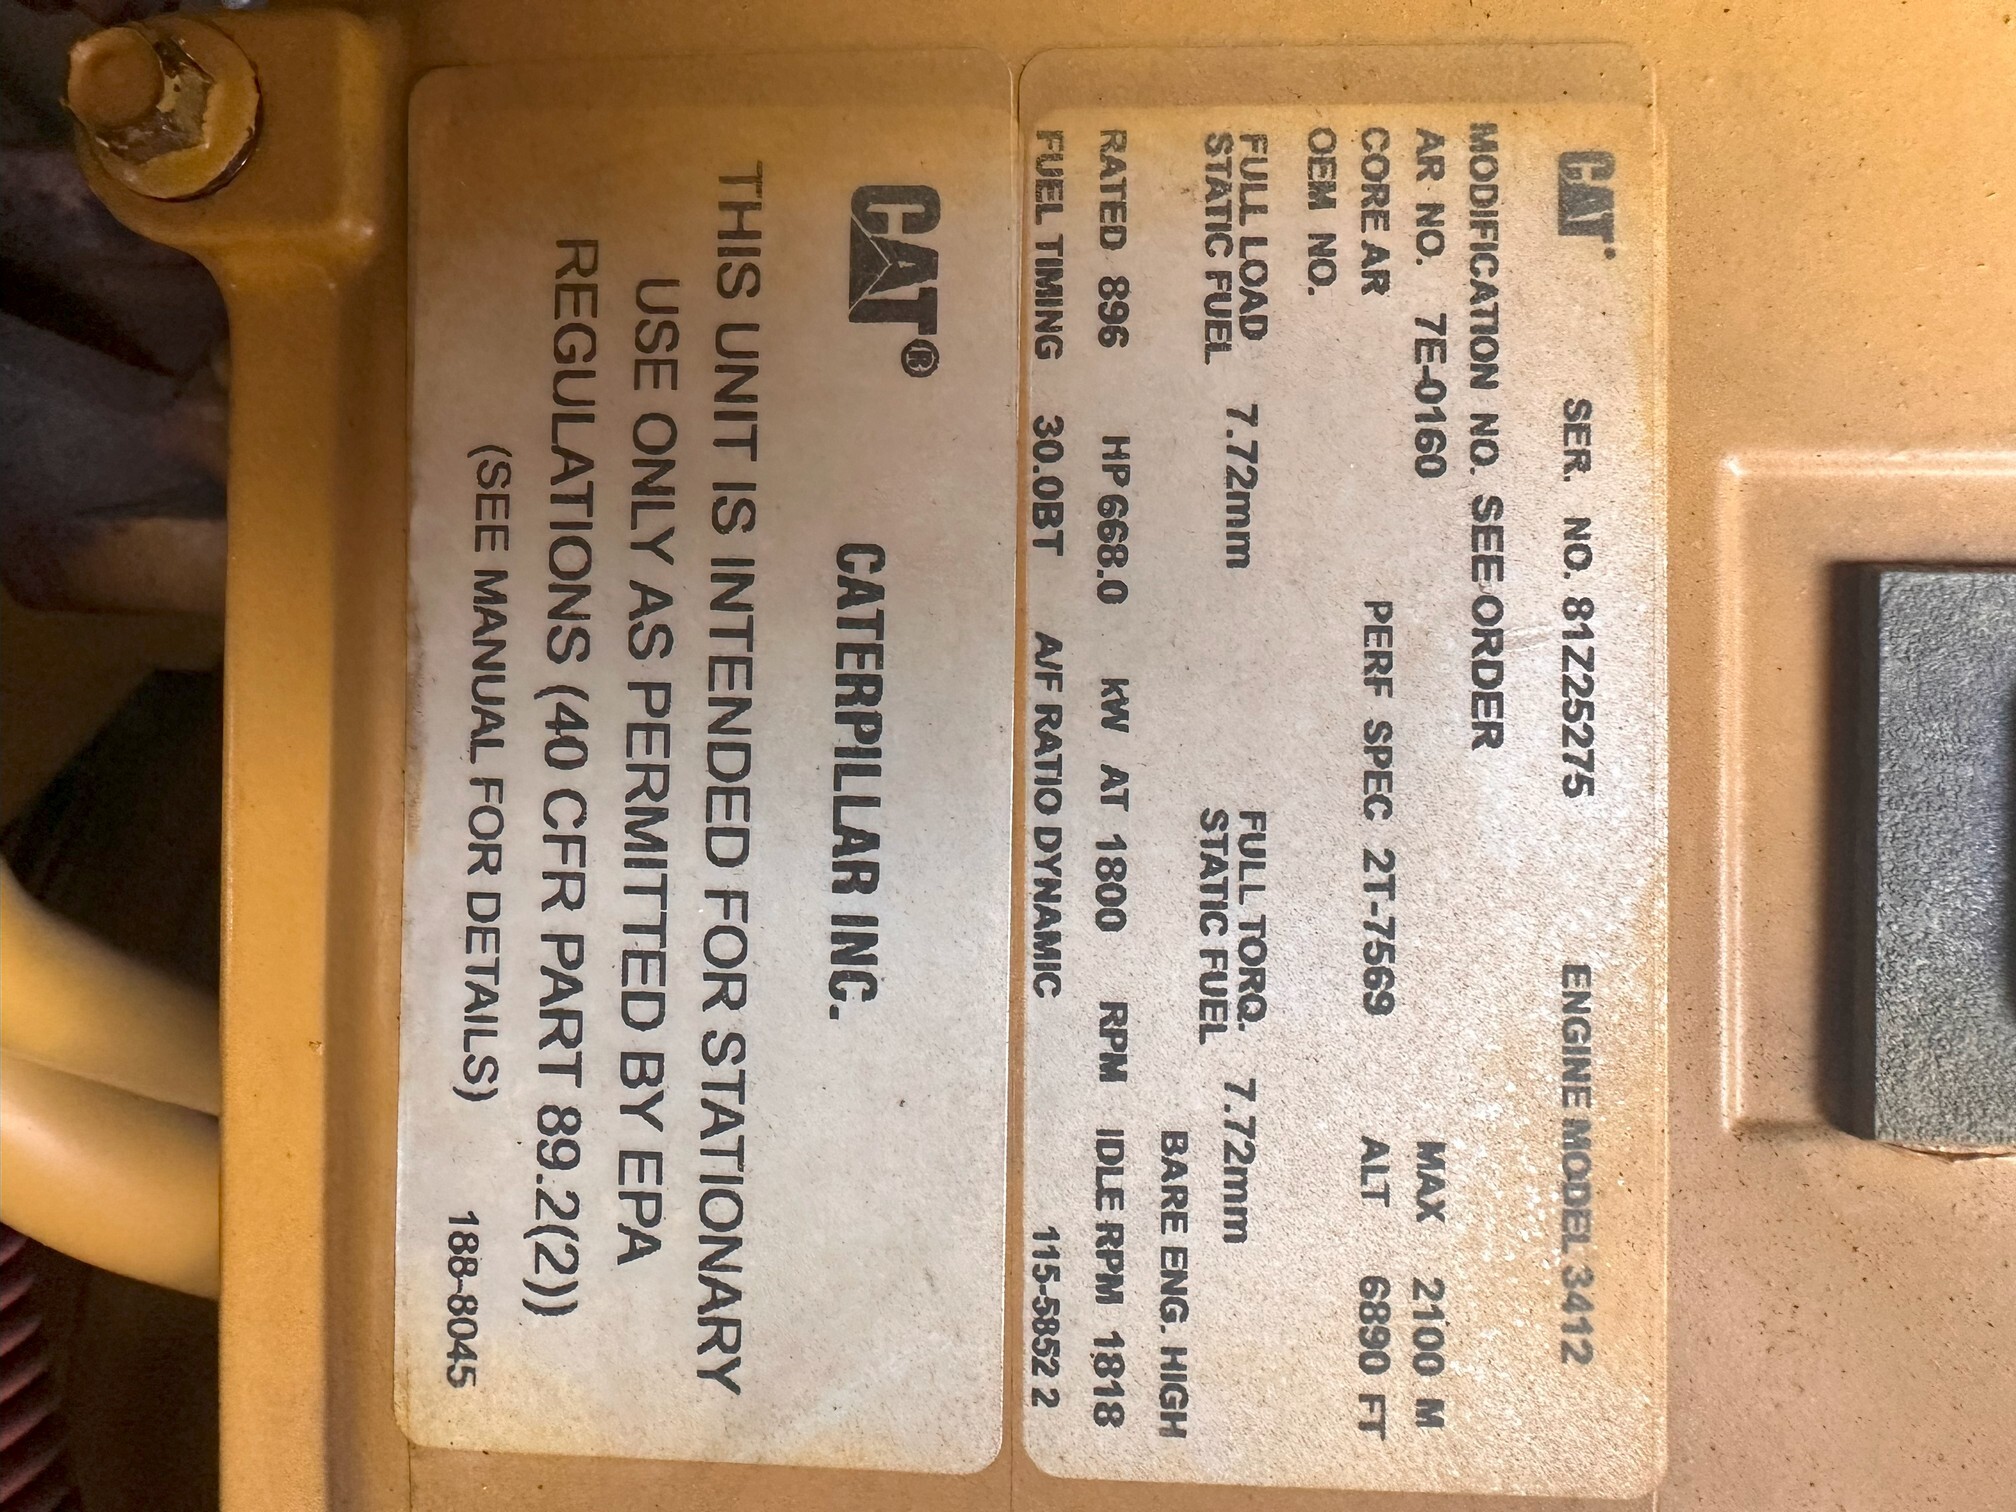 CAT® SER. NO. 81Z25275 ENGINE MODEL 3412
MODIFICATION NO. SEE ORDER
AR NO. 7E-0160 MAX 2100 M
CORE AR PERF SPEC 2T-7569 ALT 6890 FT
OEM NO.
FULL LOAD STATIC FUEL 7.72mm FULL TORQ. STATIC FUEL 7.72mm
BARE ENG. HIGH
RATED 896 HP 668.0 kW AT 1800 RPM IDLE RPM 1818
FUEL TIMING 30.0BT A/F RATIO DYNAMIC 115-5852 2
CAT® CATERPILLAR INC.
THIS UNIT IS INTENDED FOR STATIONARY
USE ONLY AS PERMITTED BY EPA
REGULATIONS (40 CFR PART 89.2(2))
(SEE MANUAL FOR DETAILS) 188-8045